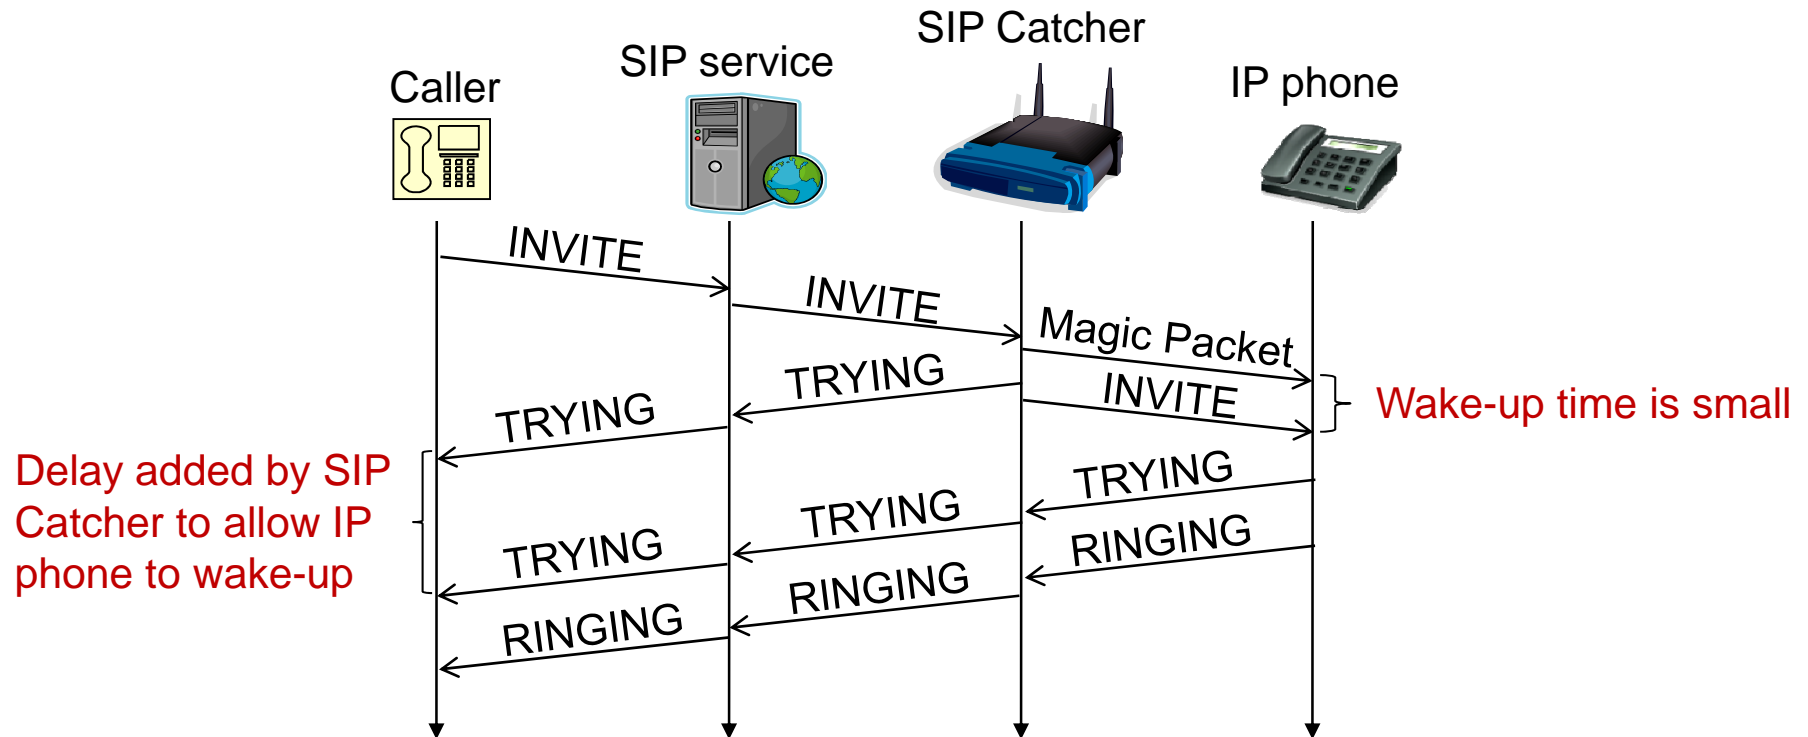 SIP Catcher
SIP service
IP phone
Caller
INVITE
INVITE
Magic Packet
TRYING
INVITE
Wake-up time is small
TRYING
Delay added by SIP
Catcher to allow IP
phone to wake-up
TRYING
TRYING
TRYING
RINGING
RINGING
RINGING